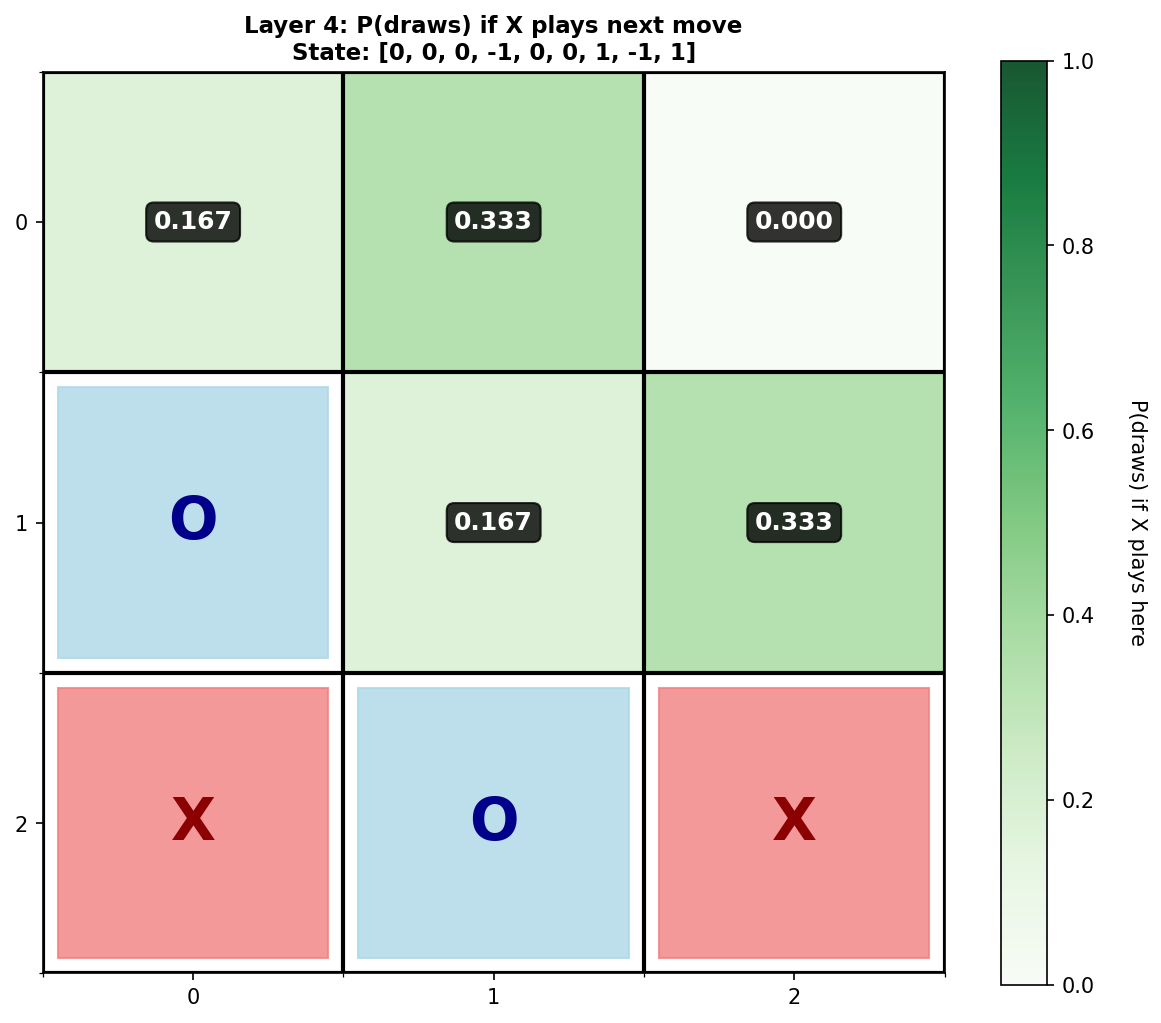 Layer 4: P(draws) if X plays next move
State: [0, 0, 0, -1, 0, 0, 1, -1, 1]
0
0.167
0.333
0.000
1
O
0.167
0.333
2
X
O
X
0
1
2
1.0
0.8
0.6
0.4
0.2
0.0
P(draws) if X plays here